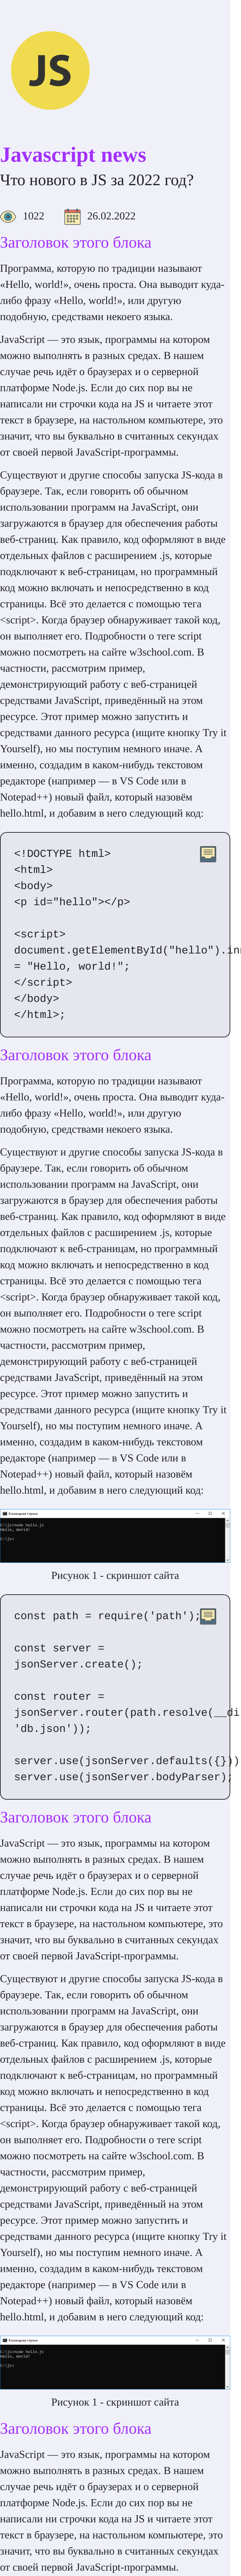 JS
Javascript news
Что нового в JS за 2022 год?
1022 26.02.2022
Заголовок этого блока
Программа, которую по традиции называют
«Hello, world!», очень проста. Она выводит куда-
либо фразу «Hello, world!», или другую
подобную, средствами некоего языка.
JavaScript — это язык, программы на котором
можно выполнять в разных средах. В нашем
случае речь идёт о браузерах и о серверной
платформе Node.js. Если до сих пор вы не
написали ни строчки кода на JS и читаете этот
текст в браузере, на настольном компьютере, это
значит, что вы буквально в считанных секундах
от своей первой JavaScript-программы.
Существуют и другие способы запуска JS-кода в
браузере. Так, если говорить об обычном
использовании программ на JavaScript, они
загружаются в браузер для обеспечения работы
веб-страниц. Как правило, код оформляют в виде
отдельных файлов с расширением .js, которые
подключают к веб-страницам, но программный
код можно включать и непосредственно в код
страницы. Всё это делается с помощью тега
<script>. Когда браузер обнаруживает такой код,
он выполняет его. Подробности о теге script
можно посмотреть на сайте w3school.com. В
частности, рассмотрим пример,
демонстрирующий работу с веб-страницей
средствами JavaScript, приведённый на этом
ресурсе. Этот пример можно запустить и
средствами данного ресурса (ищите кнопку Try it
Yourself), но мы поступим немного иначе. А
именно, создадим в каком-нибудь текстовом
редакторе (например — в VS Code или в
Notepad++) новый файл, который назовём
hello.html, и добавим в него следующий код:
<!DOCTYPE html>
<html>
<body>
<p id="hello"></p>
<script>
document.getElementById("hello").inn
= "Hello, world!";
</script>
</body>
</html>;
Заголовок этого блока
Программа, которую по традиции называют
«Hello, world!», очень проста. Она выводит куда-
либо фразу «Hello, world!», или другую
подобную, средствами некоего языка.
Существуют и другие способы запуска JS-кода в
браузере. Так, если говорить об обычном
использовании программ на JavaScript, они
загружаются в браузер для обеспечения работы
веб-страниц. Как правило, код оформляют в виде
отдельных файлов с расширением .js, которые
подключают к веб-страницам, но программный
код можно включать и непосредственно в код
страницы. Всё это делается с помощью тега
<script>. Когда браузер обнаруживает такой код,
он выполняет его. Подробности о теге script
можно посмотреть на сайте w3school.com. В
частности, рассмотрим пример,
демонстрирующий работу с веб-страницей
средствами JavaScript, приведённый на этом
ресурсе. Этот пример можно запустить и
средствами данного ресурса (ищите кнопку Try it
Yourself), но мы поступим немного иначе. А
именно, создадим в каком-нибудь текстовом
редакторе (например — в VS Code или в
Notepad++) новый файл, который назовём
hello.html, и добавим в него следующий код:
Командная строка
C:\js>node hello.js
Hello, World!
C:\js>
Рисунок 1 - скриншот сайта
const path = require('path');
const server =
jsonServer.create();
const router =
jsonServer.router(path.resolve(__di
'db.json'));
server.use(jsonServer.defaults({}))
server.use(jsonServer.bodyParser);
Заголовок этого блока
JavaScript — это язык, программы на котором
можно выполнять в разных средах. В нашем
случае речь идёт о браузерах и о серверной
платформе Node.js. Если до сих пор вы не
написали ни строчки кода на JS и читаете этот
текст в браузере, на настольном компьютере, это
значит, что вы буквально в считанных секундах
от своей первой JavaScript-программы.
Существуют и другие способы запуска JS-кода в
браузере. Так, если говорить об обычном
использовании программ на JavaScript, они
загружаются в браузер для обеспечения работы
веб-страниц. Как правило, код оформляют в виде
отдельных файлов с расширением .js, которые
подключают к веб-страницам, но программный
код можно включать и непосредственно в код
страницы. Всё это делается с помощью тега
<script>. Когда браузер обнаруживает такой код,
он выполняет его. Подробности о теге script
можно посмотреть на сайте w3school.com. В
частности, рассмотрим пример,
демонстрирующий работу с веб-страницей
средствами JavaScript, приведённый на этом
ресурсе. Этот пример можно запустить и
средствами данного ресурса (ищите кнопку Try it
Yourself), но мы поступим немного иначе. А
именно, создадим в каком-нибудь текстовом
редакторе (например — в VS Code или в
Notepad++) новый файл, который назовём
hello.html, и добавим в него следующий код:
Командная строка
C:\js>node hello.js
Hello, World!
C:\js>
Рисунок 1 - скриншот сайта
Заголовок этого блока
JavaScript — это язык, программы на котором
можно выполнять в разных средах. В нашем
случае речь идёт о браузерах и о серверной
платформе Node.js. Если до сих пор вы не
написали ни строчки кода на JS и читаете этот
текст в браузере, на настольном компьютере, это
значит, что вы буквально в считанных секундах
от своей первой JavaScript-программы.